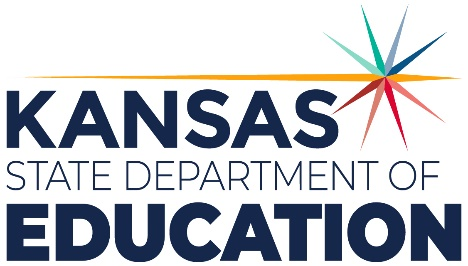 KANSAS
STATE DEPARTMENT OF
EDUCATION